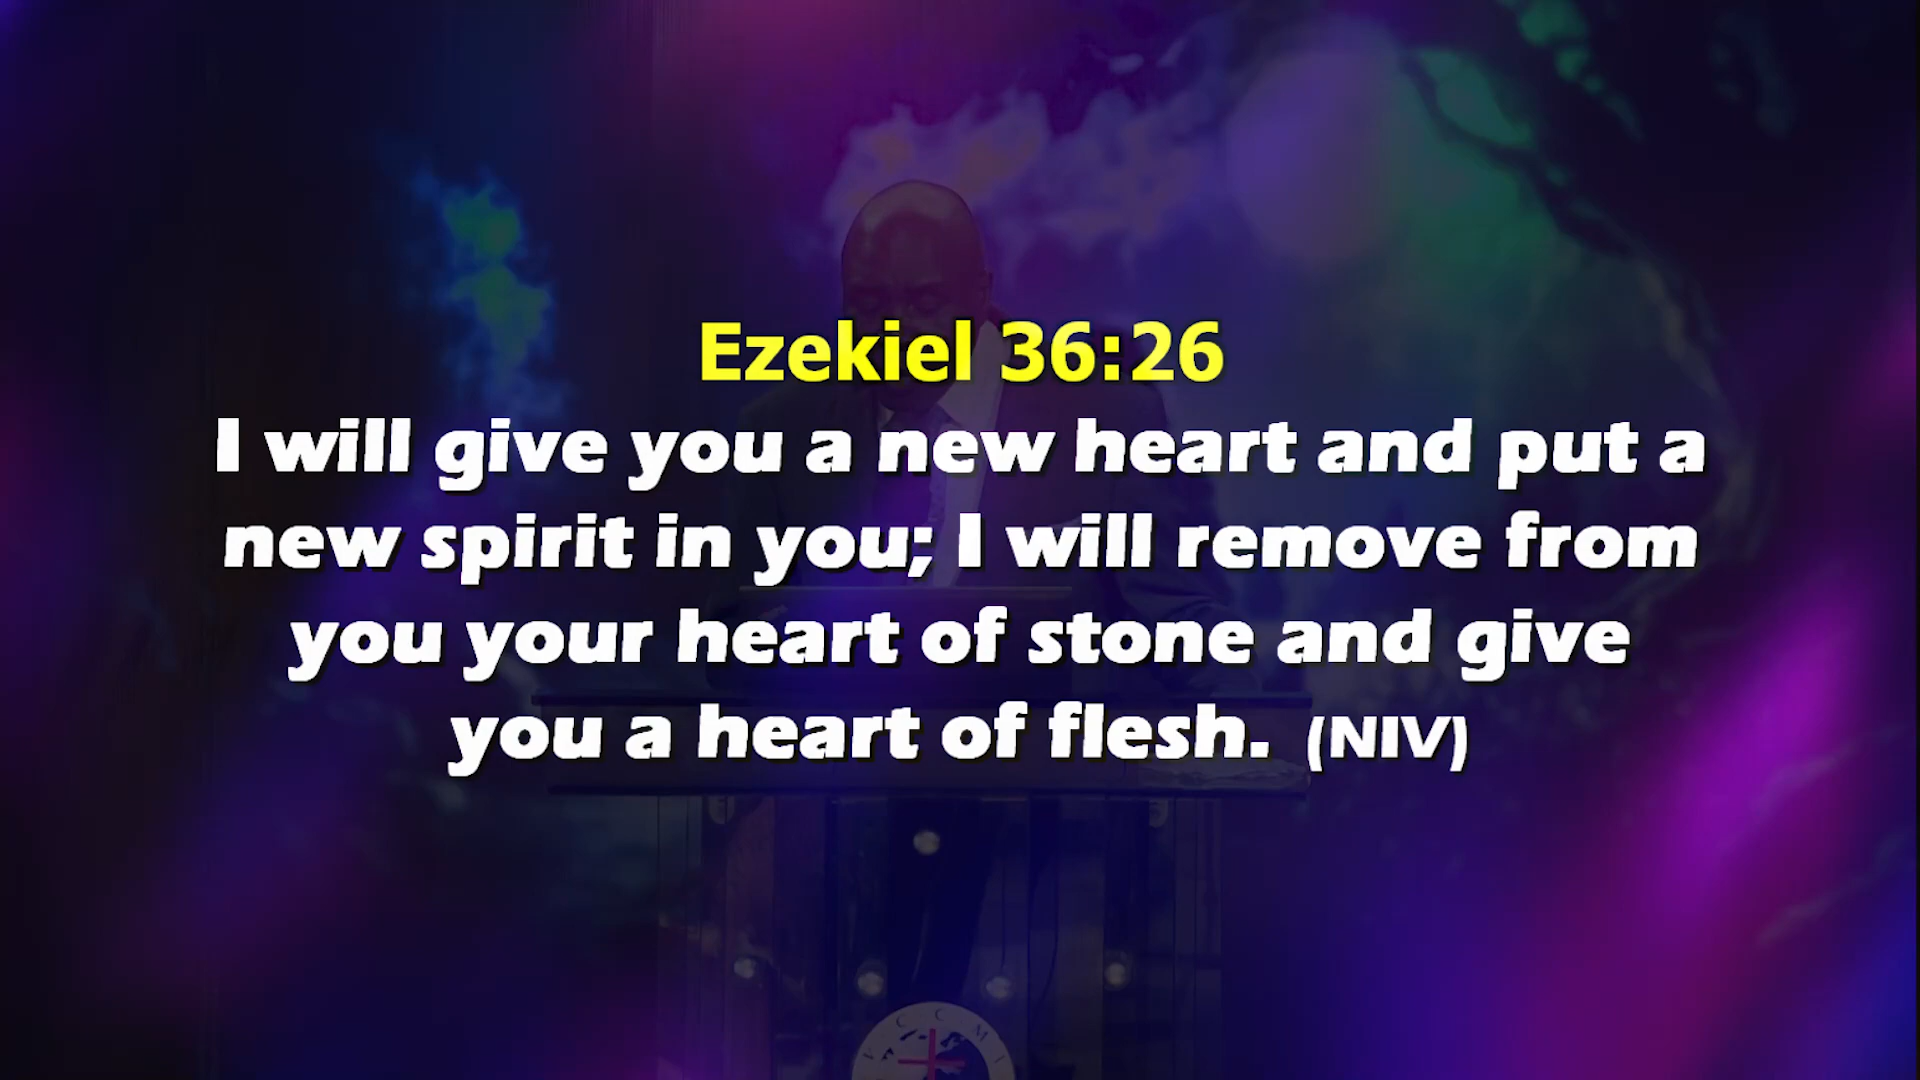 Ezekiel 36:26
I will give you a new heart and put a
new spirit in you; I will remove from
you your heart of stone and give
you a heart of flesh. (NIV)